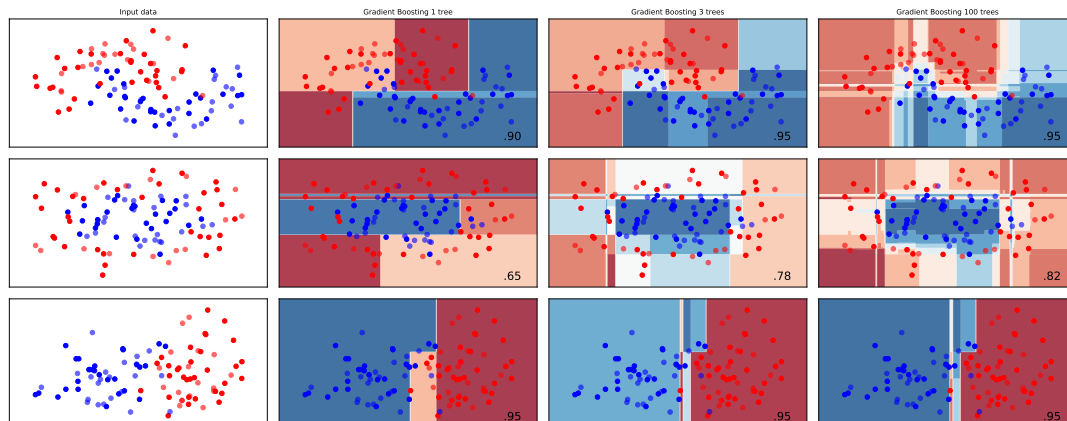 Input data
Gradient Boosting 1 tree
Gradient Boosting 3 trees
Gradient Boosting 100 trees
.90
.95
.95
.65
.78
.82
.95
.95
.95